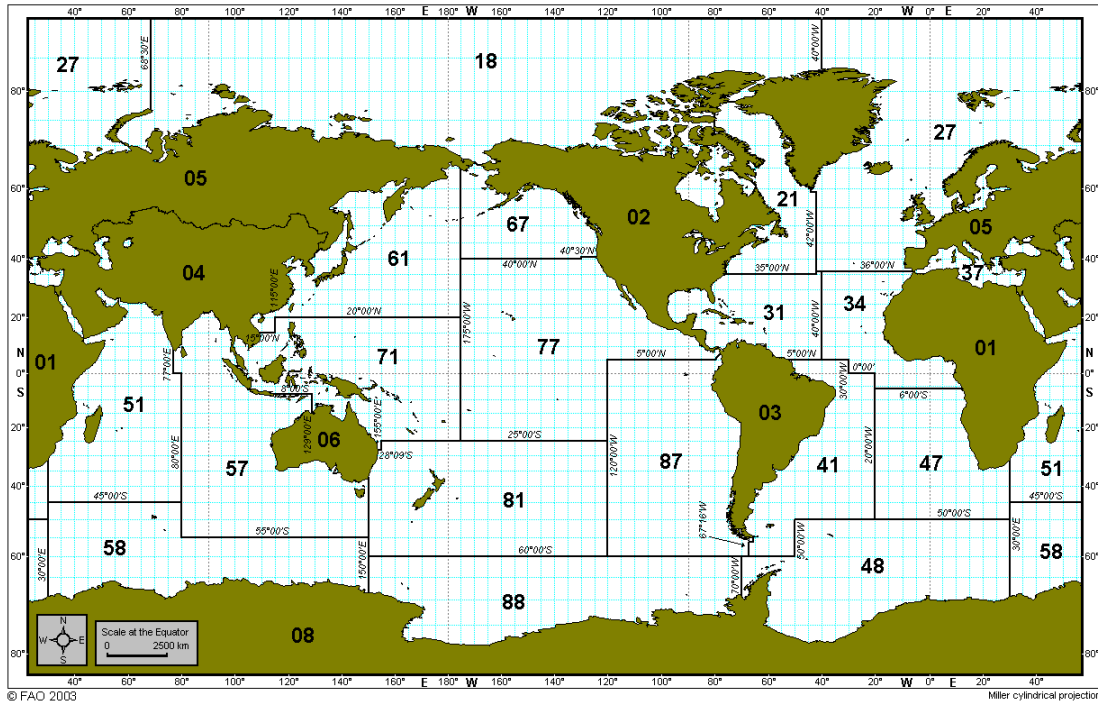 40° 60° 80° 100° 120° 140° 160° E 180° W 160° 140° 120° 100° 80° 60° 40° 20° W 0° E 20° 40°
27
68°30'E
18
40°00'W
80°
80°
27
05
60°
60°
21
02
42°00'W
05
67
61
40°30'N
40°
40°00'N
35°00'N
36°00'N
40°
37
04
115°00'E
34
31
20°
20°00'N
175°00'W
40°00'W
20°
15°00'N
77
71
01
N
01
77°00'E
5°00'N
5°00'N
N
0°
0°00'
0°
S
8°00'S
30°00'W
6°00'S
S
51
03
155°00'E
20°
06
129°00'E
20°
80°00'E
25°00'S
28°09'S
120°00'W
20°00'W
57
87
41
47
51
40°
40°
45°00'S
81
45°00'S
50°00'S
67°16'W
55°00'S
50°00'W
30°00'E
58
58
60°
60°00'S
60°
30°00'E
150°00'E
70°00'W
48
88
N
W E
S
Scale at the Equator
0 2500 km
08
80°
80°
40° 60° 80° 100° 120° 140° 160° E 180° W 160° 140° 120° 100° 80° 60° 40° 20° W 0° E 20° 40°
© FAO 2003
Miller cylindrical projection